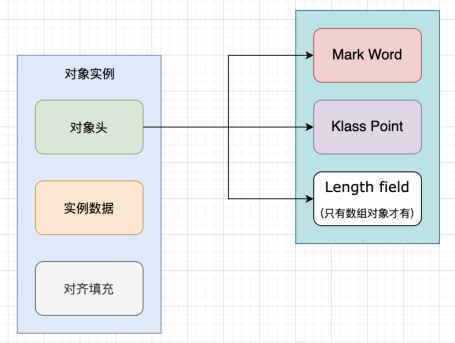 对象实例
对象头
实例数据
对齐填充
Mark Word
Klass Point
Length field
(只有数组对象才有)